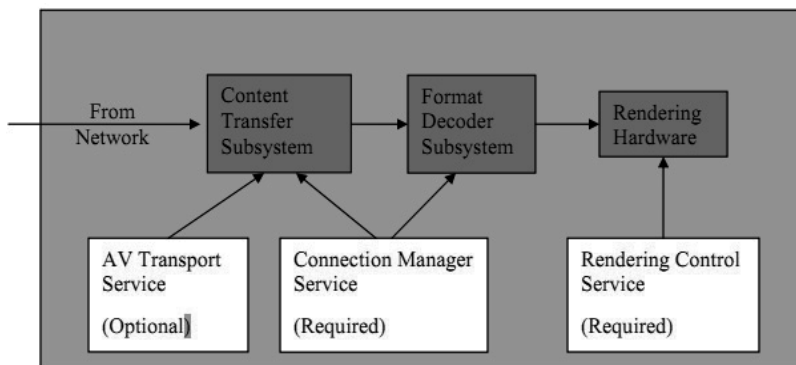 From
Network
Content
Transfer
Subsystem
Format
Decoder
Subsystem
Rendering
Hardware
AV Transport
Service
(Optional)
Connection Manager
Service
(Required)
Rendering Control
Service
(Required)